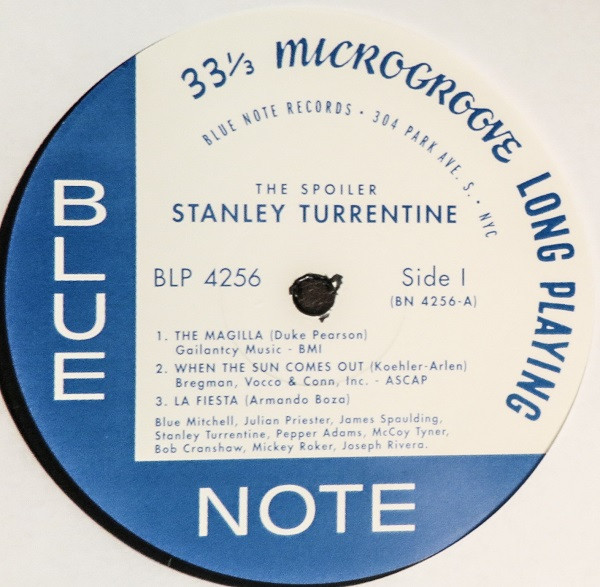 33⅓ MICROGROOVE LONG PLAYING
BLUE NOTE RECORDS • 304 PARK AVE. S. • NYC
THE SPOILER
STANLEY TURRENTINE
BLP 4256
Side I
(BN 4256-A)
1. THE MAGILLA (Duke Pearson)
Gailantcy Music - BMI
2. WHEN THE SUN COMES OUT (Koehler-Arlen)
Bregman, Vocco & Conn, Inc. - ASCAP
3. LA FIESTA (Armando Boza)
Blue Mitchell, Julian Priester, James Spaulding,
Stanley Turrentine, Pepper Adams, McCoy Tyner,
Bob Cranshaw, Mickey Roker, Joseph Rivera.
BLUE
NOTE